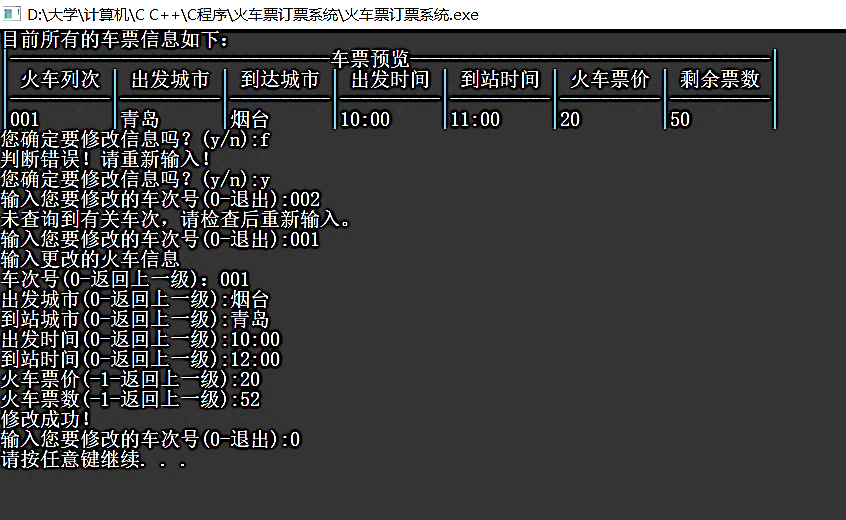 D:\大学\计算机\C C++\C程序\火车票订票系统\火车票订票系统.exe
目前所有的车票信息如下：
车票预览
火车列次 出发城市 到达城市 出发时间 到站时间 火车票价 剩余票数
001 青岛 烟台 10:00 11:00 20 50
您确定要修改信息吗？(y/n):f
判断错误！请重新输入！
您确定要修改信息吗？(y/n):y
输入您要修改的车次号(0-退出):002
未查询到有关车次，请检查后重新输入。
输入您要修改的车次号(0-退出):001
输入更改的火车信息
车次号(0-返回上一级)：001
出发城市(0-返回上一级):烟台
到站城市(0-返回上一级):青岛
出发时间(0-返回上一级):10:00
到站时间(0-返回上一级):12:00
火车票价(-1-返回上一级):20
火车票数(-1-返回上一级):52
修改成功！
输入您要修改的车次号(0-退出):0
请按任意键继续. . .